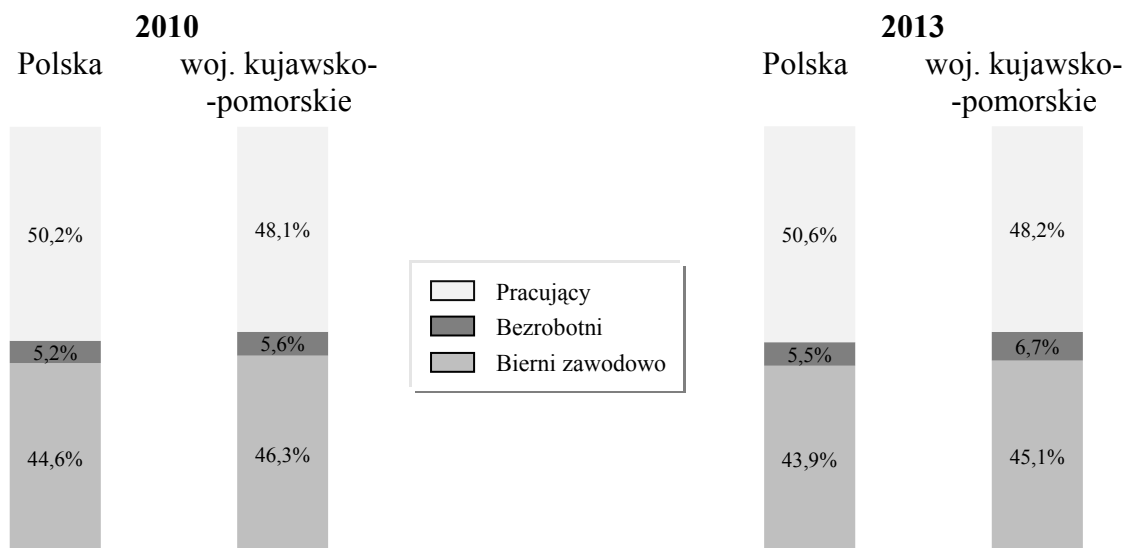 2010
Polska
woj. kujawsko-
-pomorskie
50,2%
48,1%
5,2%
5,6%
44,6%
46,3%
Pracujący
Bezrobotni
Bierni zawodowo
2013
Polska
woj. kujawsko-
-pomorskie
50,6%
48,2%
5,5%
6,7%
43,9%
45,1%